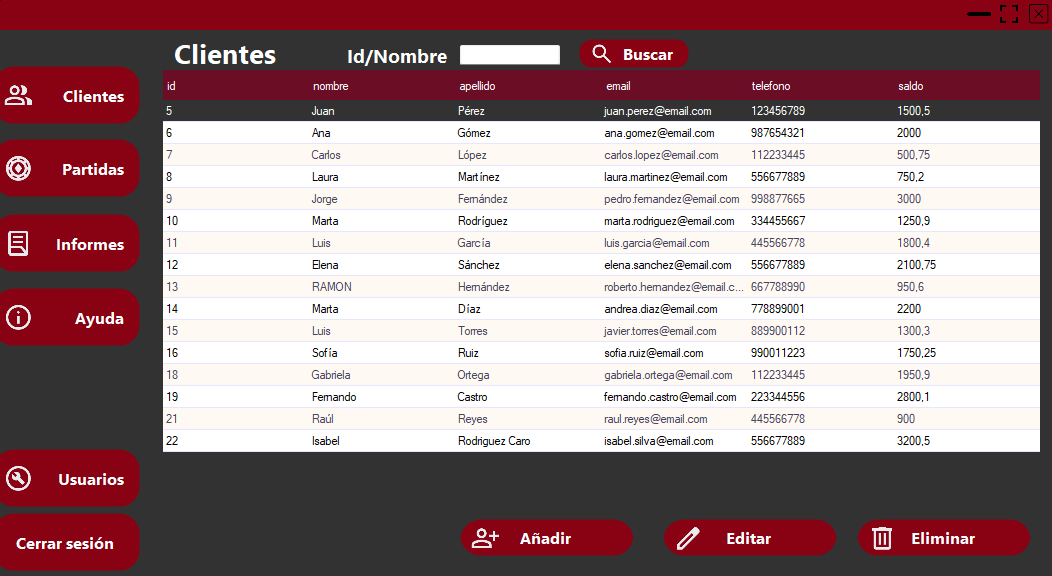 Clientes Id/Nombre Buscar
Clientes
Partidas
Informes
Ayuda
Usuarios
Cerrar sesión
id nombre apellido email telefono saldo
5 Juan Pérez juan.perez@email.com 123456789 1500,5
6 Ana Gómez ana.gomez@email.com 987654321 2000
7 Carlos López carlos.lopez@email.com 112233445 500,75
8 Laura Martínez laura.martinez@email.com 556677889 750,2
9 Jorge Fernández pedro.fernandez@email.com 998877665 3000
10 Marta Rodríguez marta.rodriguez@email.com 334455667 1250,9
11 Luis García luis.garcia@email.com 445566778 1800,4
12 Elena Sánchez elena.sanchez@email.com 556677889 2100,75
13 RAMON Hernández roberto.hernandez@email.c... 667788990 950,6
14 Marta Díaz andrea.diaz@email.com 778899001 2200
15 Luis Torres javier.torres@email.com 889900112 1300,3
16 Sofía Ruiz sofia.ruiz@email.com 990011223 1750,25
18 Gabriela Ortega gabriela.ortega@email.com 112233445 1950,9
19 Fernando Castro fernando.castro@email.com 223344556 2800,1
21 Raúl Reyes raul.reyes@email.com 445566778 900
22 Isabel Rodriguez Caro isabel.silva@email.com 556677889 3200,5
Añadir Editar Eliminar